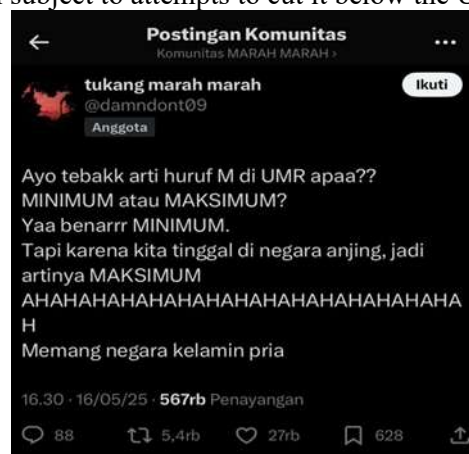 Postingan Komunitas
Komunitas MARAH MARAH >
tukang marah marah
@damndont09
Ikuti
Anggota
Ayo tebakk arti huruf M di UMR apaa??
MINIMUM atau MAKSIMUM?
Yaa benarrr MINIMUM.
Tapi karena kita tinggal di negara anjing, jadi
artinya MAKSIMUM
AHAHAHAHAHAHAHAHAHAHAHAHAHAHAHA
H
Memang negara kelamin pria
16.30 · 16/05/25 · 567rb Penayangan
88 5,4rb 27rb 628